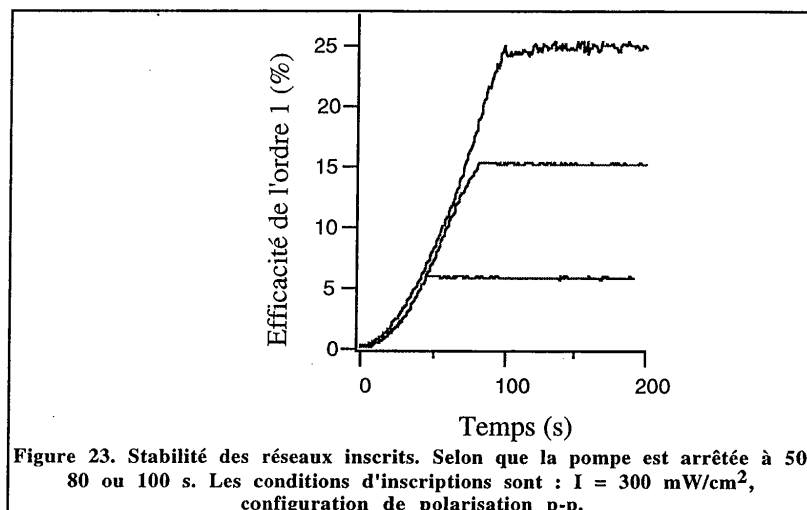 25
20
15
10
5
0
Efficacité de l'ordre 1 (%)
0 100 200
Temps (s)
Figure 23. Stabilité des réseaux inscrits. Selon que la pompe est arrêtée à 50
80 ou 100 s. Les conditions d'inscriptions sont : I = 300 mW/cm²,
configuration de polarisation p-p.